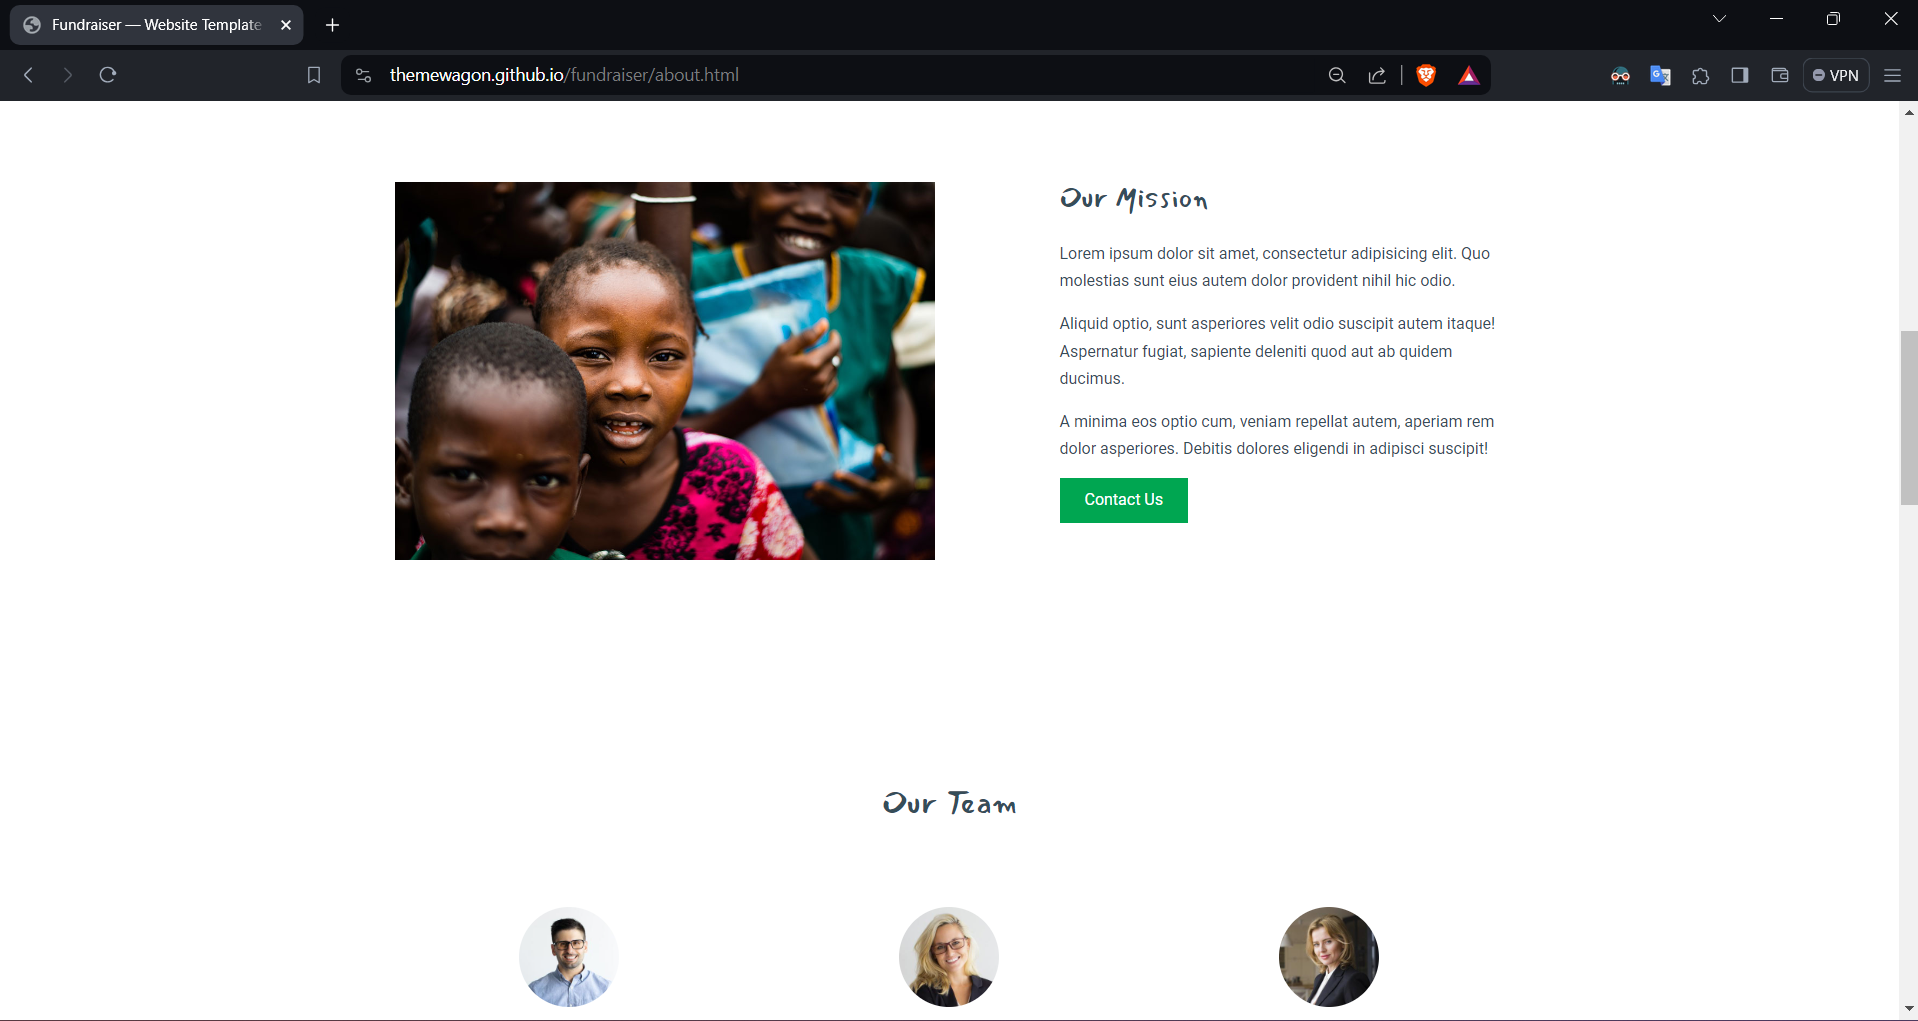 Fundraiser — Website Template
themewagon.github.io/fundraiser/about.html
VPN
Our Mission
Lorem ipsum dolor sit amet, consectetur adipisicing elit. Quo
molestias sunt eius autem dolor provident nihil hic odio.
Aliquid optio, sunt asperiores velit odio suscipit autem itaque!
Aspernatur fugiat, sapiente deleniti quod aut ab quidem
ducimus.
A minima eos optio cum, veniam repellat autem, aperiam rem
dolor asperiores. Debitis dolores eligendi in adipisci suscipit!
Contact Us
Our Team